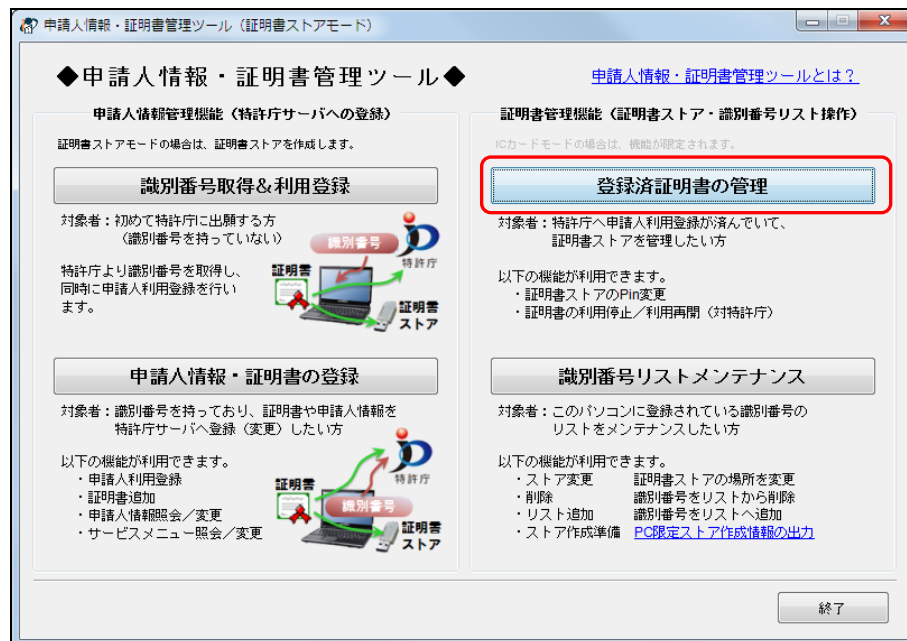 申請人情報・証明書管理ツール（証明書ストアモード）
◆申請人情報・証明書管理ツール◆
申請人情報・証明書管理ツールとは？
申請人情報管理機能（特許庁サーバへの登録）
証明書ストアモードの場合は、証明書ストアを作成します。
識別番号取得&利用登録
対象者：初めて特許庁に出願する方
（識別番号を持っていない）
特許庁より識別番号を取得し、
同時に申請人利用登録を行い
ます。
識別番号
特許庁
証明書
証明書
ストア
申請人情報・証明書の登録
対象者：識別番号を持っており、証明書や申請人情報を
特許庁サーバへ登録（変更）したい方
以下の機能が利用できます。
・申請人利用登録
・証明書追加
・申請人情報照会／変更
・サービスメニュー照会／変更
特許庁
証明書
識別番号
証明書
ストア
証明書管理機能（証明書ストア・識別番号リスト操作）
ICカードモードの場合は、機能が限定されます。
登録済証明書の管理
対象者：特許庁へ申請人利用登録が済んでいて、
証明書ストアを管理したい方
以下の機能が利用できます。
・証明書ストアのPin変更
・証明書の利用停止／利用再開（対特許庁）
識別番号リストメンテナンス
対象者：このパソコンに登録されている識別番号の
リストをメンテナンスしたい方
以下の機能が利用できます。
・ストア変更 証明書ストアの場所を変更
・削除 識別番号をリストから削除
・リスト追加 識別番号をリストへ追加
・ストア作成準備 PC限定ストア作成情報の出力
終了